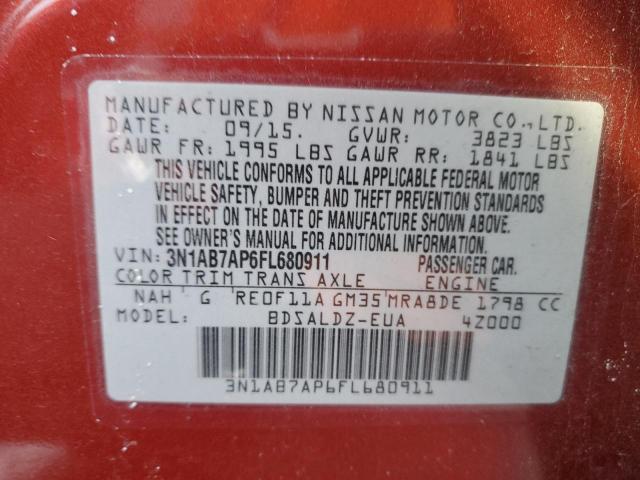 MANUFACTURED BY NISSAN MOTOR CO.,LTD.
DATE: 09/15. GVWR: 3823 LBS
GAWR FR: 1995 LBS GAWR RR: 1841 LBS
THIS VEHICLE CONFORMS TO ALL APPLICABLE FEDERAL MOTOR
VEHICLE SAFETY, BUMPER AND THEFT PREVENTION STANDARDS
IN EFFECT ON THE DATE OF MANUFACTURE SHOWN ABOVE.
SEE OWNER'S MANUAL FOR ADDITIONAL INFORMATION.
VIN: 3N1AB7AP6FL680911 PASSENGER CAR.
COLOR TRIM TRANS AXLE ENGINE
NAH G RE0F11A GM35 MRA8DE 1798 CC
MODEL: BDSALDZ-EUA 4Z000
3N1AB7AP6FL680911